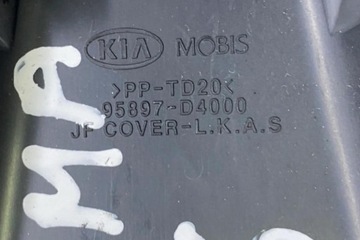 KIA MOBIS
>PP-TD20<
95897-D4000
JF COVER-L.K.A.S